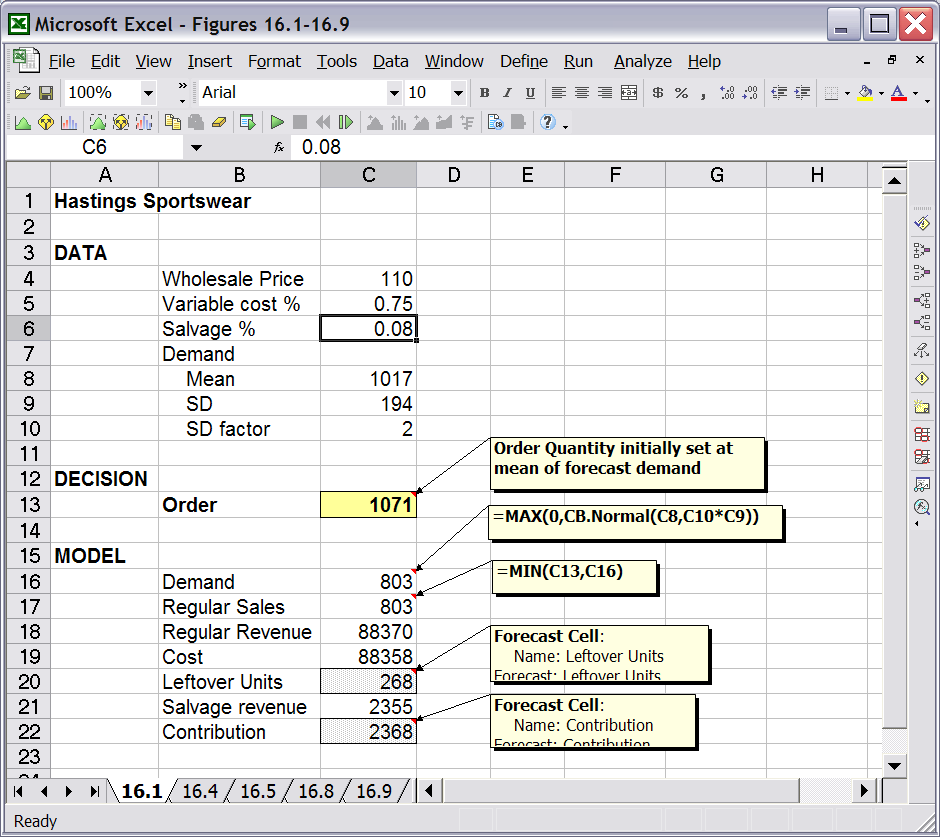 Microsoft Excel - Figures 16.1-16.9
File Edit View Insert Format Tools Data Window Define Run Analyze Help
100% » Arial 10 B I U $ % ,
C6 fx 0.08
A B C D E F G H
1 Hastings Sportswear
2
3 DATA
4 Wholesale Price 110
5 Variable cost % 0.75
6 Salvage % 0.08
7 Demand
8 Mean 1017
9 SD 194
10 SD factor 2
11
Order Quantity initially set at
mean of forecast demand
12 DECISION
13 Order 1071
14
=MAX(0,CB.Normal(C8,C10*C9))
15 MODEL
16 Demand 803
=MIN(C13,C16)
17 Regular Sales 803
18 Regular Revenue 88370
Forecast Cell:
Name: Leftover Units
Forecast: Leftover Units
19 Cost 88358
20 Leftover Units 268
21 Salvage revenue 2355
Forecast Cell:
Name: Contribution
Forecast: Contribution
22 Contribution 2368
23
24
16.1 16.4 16.5 16.8 16.9
Ready